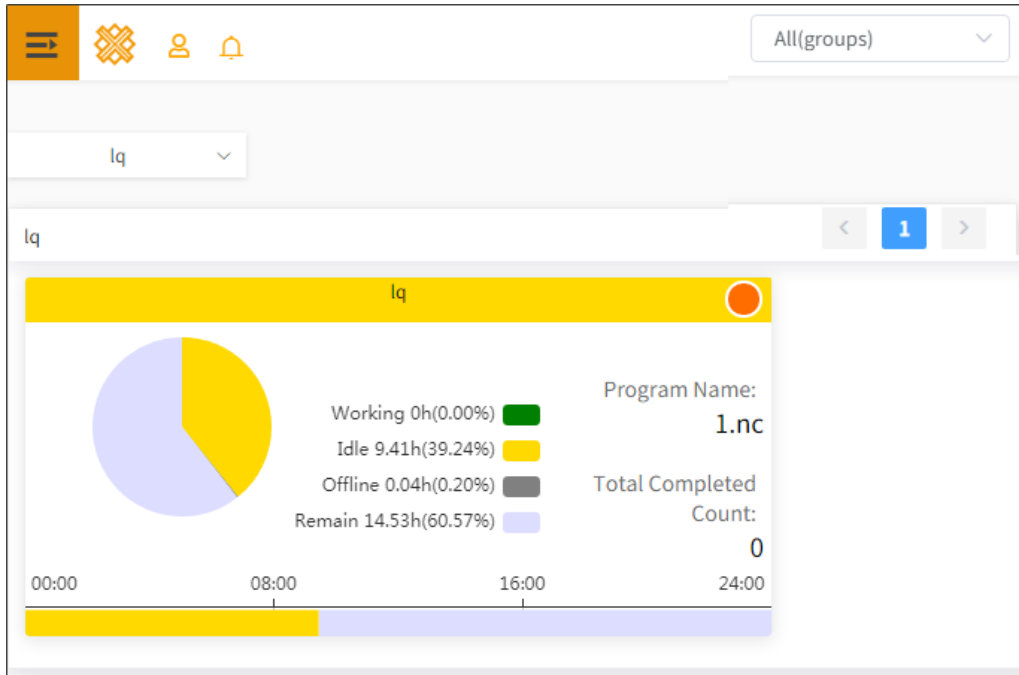 All(groups)
lq
lq
1
lq
Working 0h(0.00%)
Idle 9.41h(39.24%)
Offline 0.04h(0.20%)
Remain 14.53h(60.57%)
Program Name:
1.nc
Total Completed
Count:
0
00:00 08:00 16:00 24:00